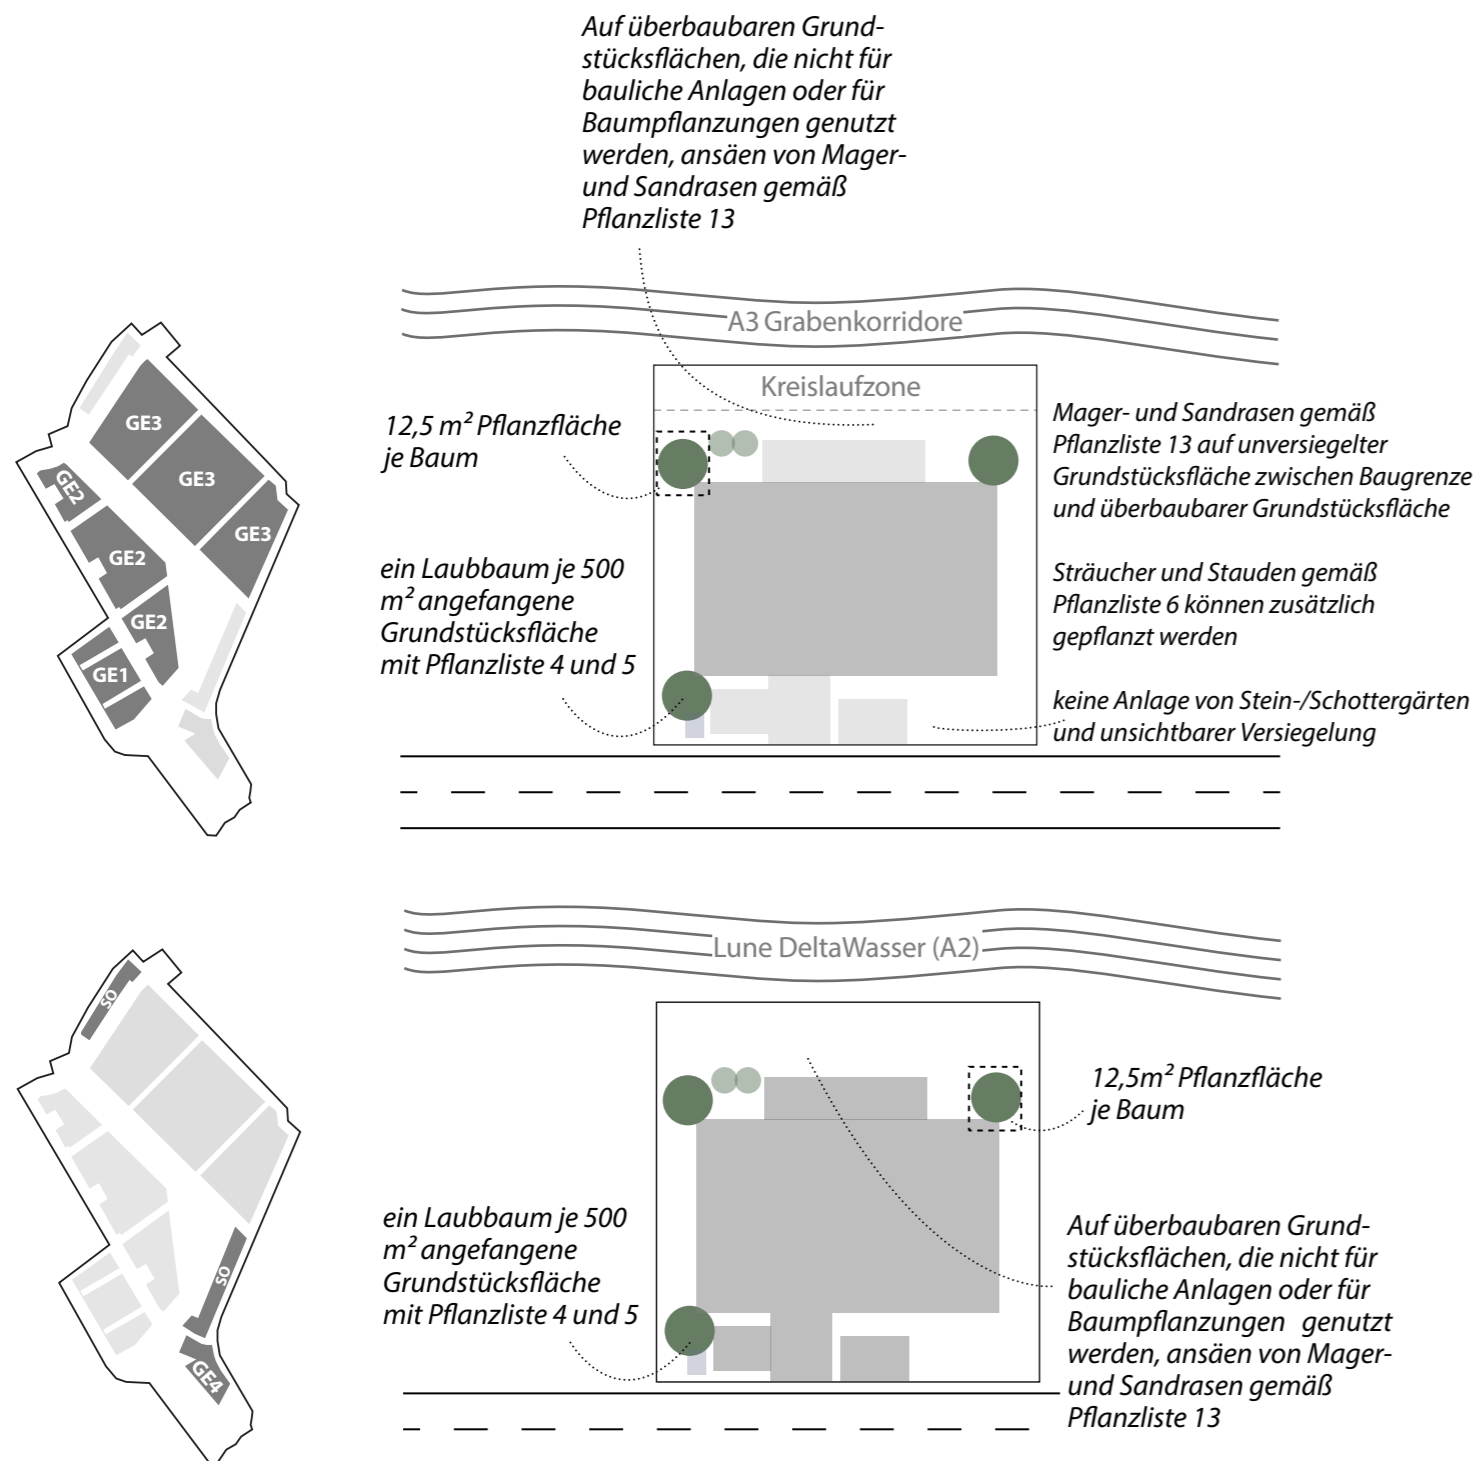 Auf überbaubaren Grund-
stücksflächen, die nicht für
bauliche Anlagen oder für
Baumpflanzungen genutzt
werden, ansäen von Mager-
und Sandrasen gemäß
Pflanzliste 13
A3 Grabenkorridore
Kreislaufzone
12,5 m² Pflanzfläche
je Baum
ein Laubbaum je 500
m² angefangene
Grundstücksfläche
mit Pflanzliste 4 und 5
Mager- und Sandrasen gemäß
Pflanzliste 13 auf unversiegelter
Grundstücksfläche zwischen Baugrenze
und überbaubarer Grundstücksfläche
Sträucher und Stauden gemäß
Pflanzliste 6 können zusätzlich
gepflanzt werden
keine Anlage von Stein-/Schottergärten
und unsichtbarer Versiegelung
GE3
GE3
GE3
GE2
GE2
GE2
GE1
Lune DeltaWasser (A2)
12,5m² Pflanzfläche
je Baum
ein Laubbaum je 500
m² angefangene
Grundstücksfläche
mit Pflanzliste 4 und 5
Auf überbaubaren Grund-
stücksflächen, die nicht für
bauliche Anlagen oder für
Baumpflanzungen genutzt
werden, ansäen von Mager-
und Sandrasen gemäß
Pflanzliste 13
SO
SO
GE4